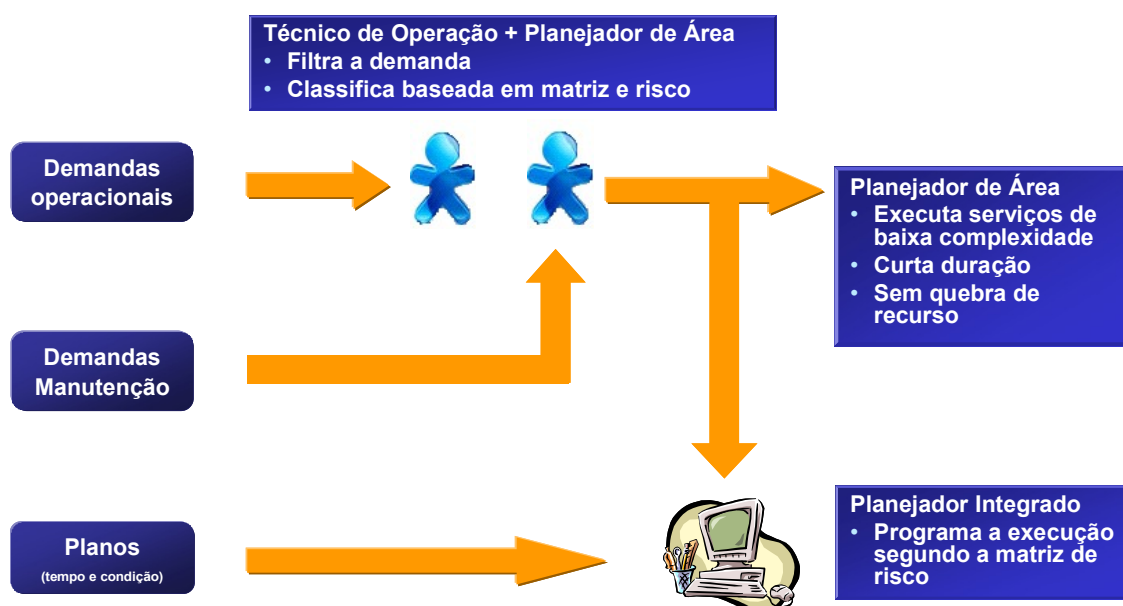 Técnico de Operação + Planejador de Área
• Filtra a demanda
• Classifica baseada em matriz e risco
Demandas
operacionais
Planejador de Área
• Executa serviços de
baixa complexidade
• Curta duração
• Sem quebra de
recurso
Demandas
Manutenção
Planos
(tempo e condição)
Planejador Integrado
• Programa a execução
segundo a matriz de
risco